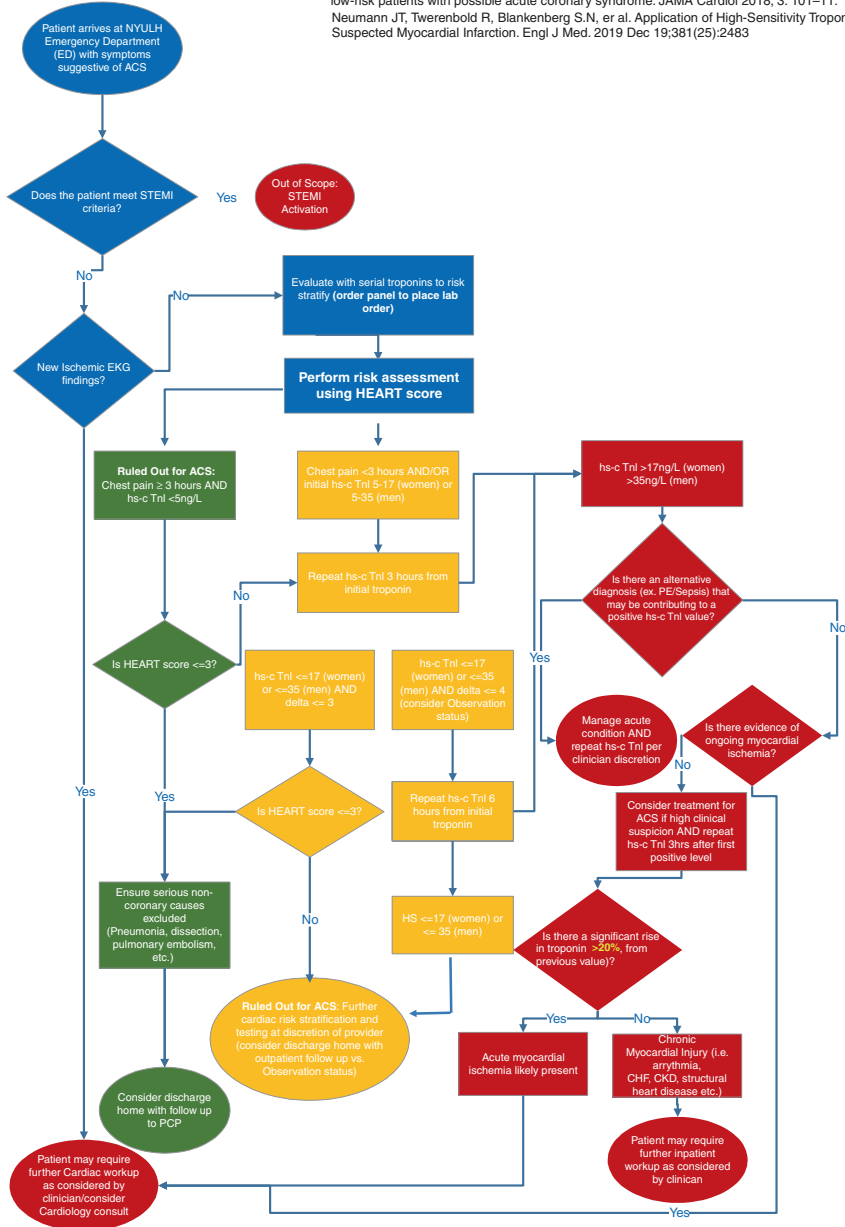 low-risk patients with possible acute coronary syndrome. JAMA Cardiol 2018; 3: 101–11.
Neumann JT, Twerenbold R, Blankenberg S.N, er al. Application of High-Sensitivity Tropor
Suspected Myocardial Infarction. Engl J Med. 2019 Dec 19;381(25):2483
Patient arrives at NYULH
Emergency Department
(ED) with symptoms
suggestive of ACS
Does the patient meet STEMI
criteria?
Yes
Out of Scope:
STEMI
Activation
No
New Ischemic EKG
findings?
No
Evaluate with serial troponins to risk
stratify (order panel to place lab
order)
Perform risk assessment
using HEART score
Ruled Out for ACS:
Chest pain ≥ 3 hours AND
hs-c TnI <5ng/L
Chest pain <3 hours AND/OR
initial hs-c TnI 5-17 (women) or
5-35 (men)
hs-c TnI >17ng/L (women)
>35ng/L (men)
Repeat hs-c TnI 3 hours from
initial troponin
No
Is there an alternative
diagnosis (ex. PE/Sepsis) that
may be contributing to a
positive hs-c TnI value?
No
Yes
Is HEART score <=3?
hs-c TnI <=17 (women)
or <=35 (men) AND
delta <= 3
hs-c TnI <=17
(women) or <=35
(men) AND delta <= 4
(consider Observation
status)
Manage acute
condition AND
repeat hs-c TnI per
clinician discretion
Is there evidence of
ongoing myocardial
ischemia?
No
Yes
Yes
Is HEART score <=3?
Repeat hs-c TnI 6
hours from initial
troponin
Consider treatment for
ACS if high clinical
suspicion AND repeat
hs-c TnI 3hrs after first
positive level
Ensure serious non-
coronary causes
excluded
(Pneumonia, dissection,
pulmonary embolism,
etc.)
No
HS <=17 (women) or
<= 35 (men)
Is there a significant rise
in troponin >20%, from
previous value)?
Ruled Out for ACS: Further
cardiac risk stratification and
testing at discretion of provider
(consider discharge home with
outpatient follow up vs.
Observation status)
Yes
No
Acute myocardial
ischemia likely present
Chronic
Myocardial Injury (i.e.
arrythmia,
CHF, CKD, structural
heart disease etc.)
Consider discharge
home with follow up
to PCP
Patient may require
further Cardiac workup
as considered by
clinician/consider
Cardiology consult
Patient may require
further inpatient
workup as considered
by clinican
Yes